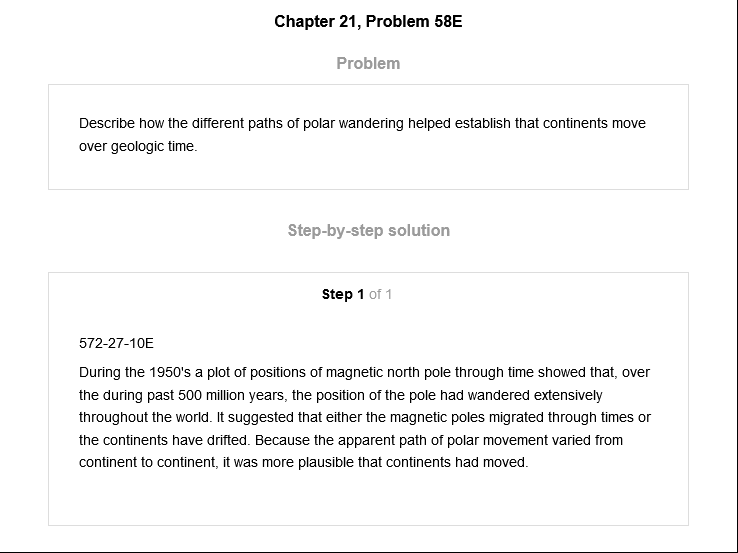 Chapter 21, Problem 58E
Problem
Describe how the different paths of polar wandering helped establish that continents move
over geologic time.
Step-by-step solution
Step 1 of 1
572-27-10E
During the 1950's a plot of positions of magnetic north pole through time showed that, over
the during past 500 million years, the position of the pole had wandered extensively
throughout the world. It suggested that either the magnetic poles migrated through times or
the continents have drifted. Because the apparent path of polar movement varied from
continent to continent, it was more plausible that continents had moved.